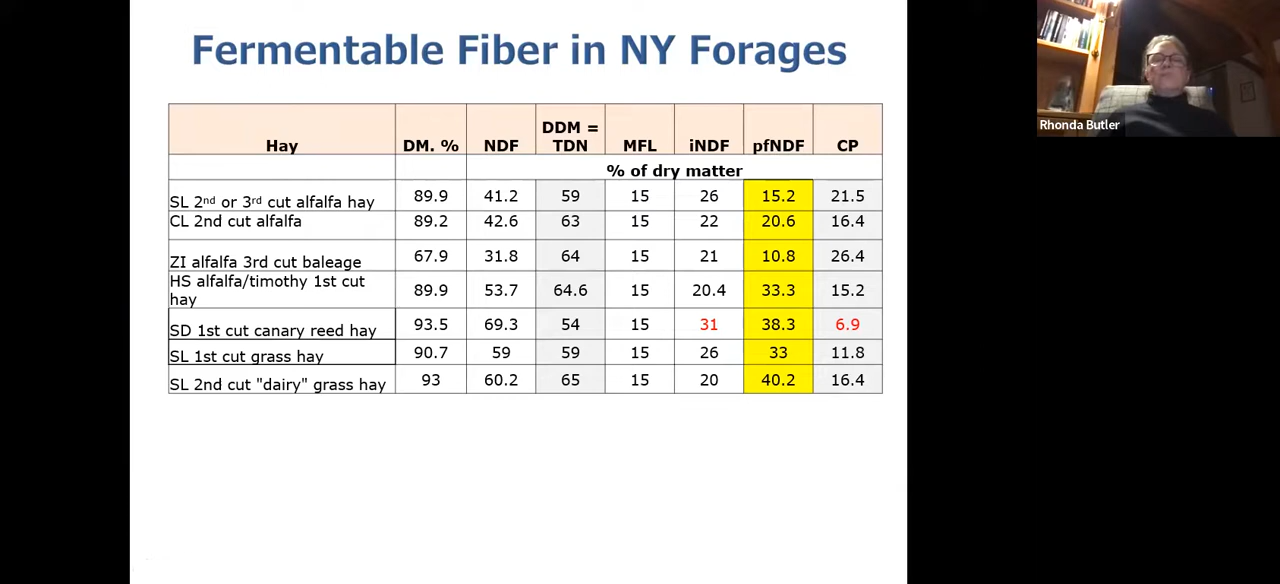 Fermentable Fiber in NY Forages
Rhonda Butler
Hay DM. % NDF DDM = TDN MFL iNDF pfNDF CP
% of dry matter
SL 2nd or 3rd cut alfalfa hay 89.9 41.2 59 15 26 15.2 21.5
CL 2nd cut alfalfa 89.2 42.6 63 15 22 20.6 16.4
ZI alfalfa 3rd cut baleage 67.9 31.8 64 15 21 10.8 26.4
HS alfalfa/timothy 1st cut hay 89.9 53.7 64.6 15 20.4 33.3 15.2
SD 1st cut canary reed hay 93.5 69.3 54 15 31 38.3 6.9
SL 1st cut grass hay 90.7 59 59 15 26 33 11.8
SL 2nd cut "dairy" grass hay 93 60.2 65 15 20 40.2 16.4